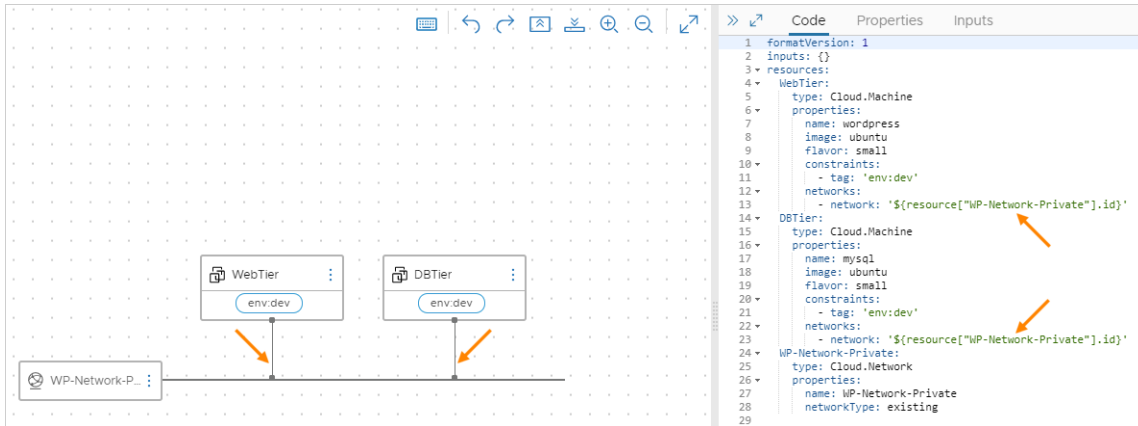 Code Properties Inputs
1 formatVersion: 1
2 inputs: {}
3 resources:
4 WebTier:
5 type: Cloud.Machine
6 properties:
7 name: wordpress
8 image: ubuntu
9 flavor: small
10 constraints:
11 - tag: 'env:dev'
12 networks:
13 - network: '${resource["WP-Network-Private"].id}'
14 DBTier:
15 type: Cloud.Machine
16 properties:
17 name: mysql
18 image: ubuntu
19 flavor: small
20 constraints:
21 - tag: 'env:dev'
22 networks:
23 - network: '${resource["WP-Network-Private"].id}'
24 WP-Network-Private:
25 type: Cloud.Network
26 properties:
27 name: WP-Network-Private
28 networkType: existing
29
WebTier
env:dev
DBTier
env:dev
WP-Network-P...